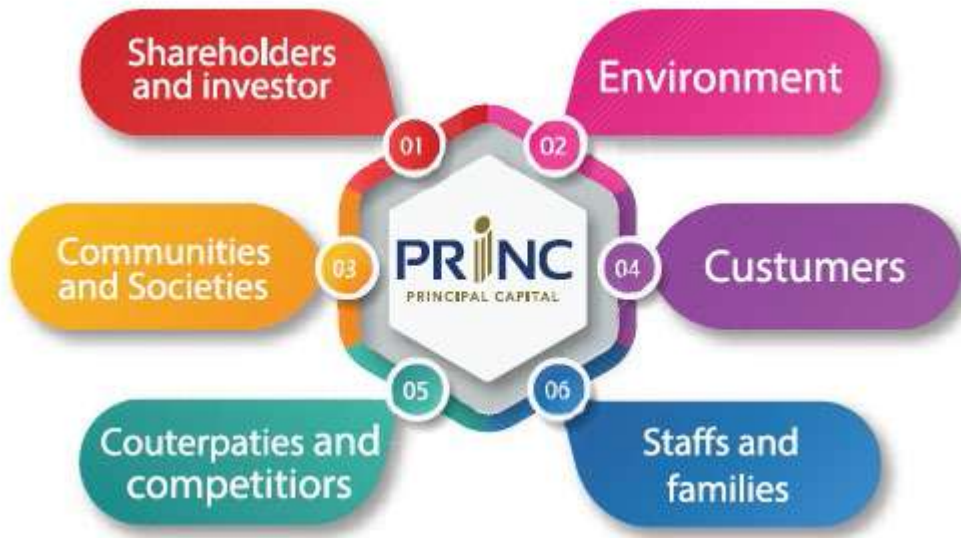 Shareholders
and investor
01
Environment
02
Communities
and Societies
03
PRINC
PRINCIPAL CAPITAL
04
Custumers
05
Couterpaties and
competitiors
06
Staffs and
families